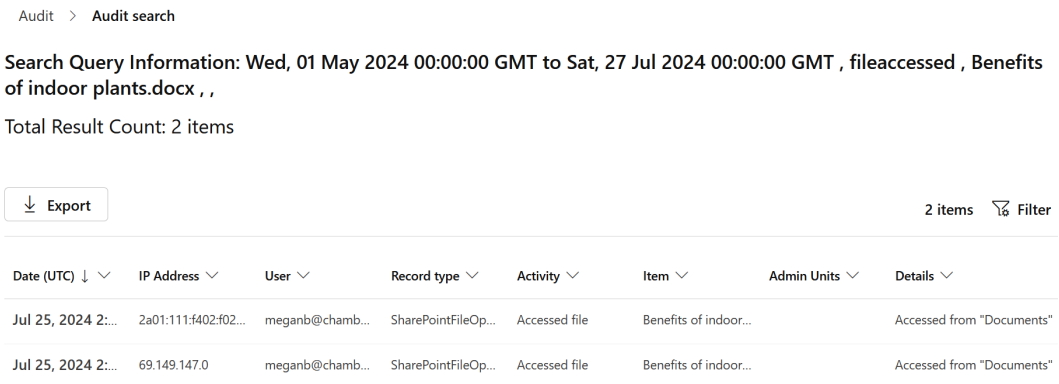 Audit > Audit search
Search Query Information: Wed, 01 May 2024 00:00:00 GMT to Sat, 27 Jul 2024 00:00:00 GMT , fileaccessed , Benefits
of indoor plants.docx , ,
Total Result Count: 2 items
Export 2 items Filter
Date (UTC) ↓ IP Address User Record type Activity Item Admin Units Details
Jul 25, 2024 2:... 2a01:111:f402:f02... meganb@chamb... SharePointFileOp... Accessed file Benefits of indoor... Accessed from "Documents"
Jul 25, 2024 2:... 69.149.147.0 meganb@chamb... SharePointFileOp... Accessed file Benefits of indoor... Accessed from "Documents"